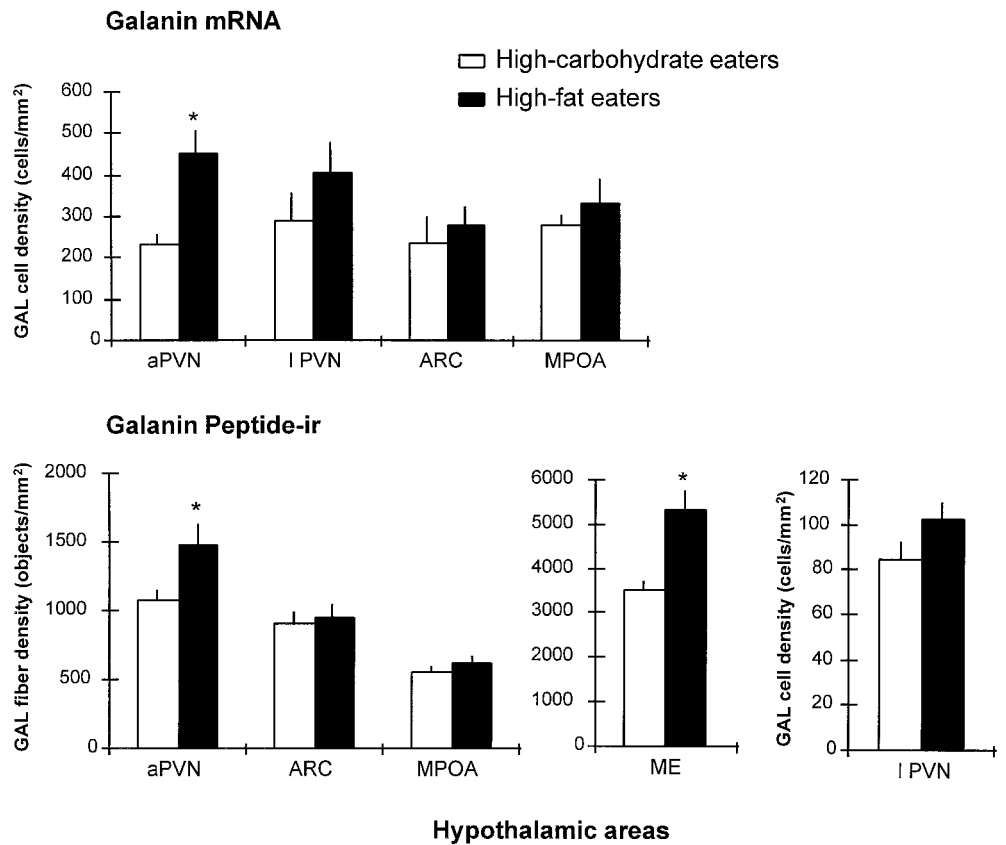 Galanin mRNA
High-carbohydrate eaters
High-fat eaters
GAL cell density (cells/mm²)
600
500
400
300
200
100
0
*
aPVN
l PVN
ARC
MPOA
Galanin Peptide-ir
GAL fiber density (objects/mm²)
2000
1500
1000
500
0
*
aPVN
ARC
MPOA
6000
5000
4000
3000
2000
1000
0
*
ME
GAL cell density (cells/mm²)
120
100
80
60
40
20
0
l PVN
Hypothalamic areas